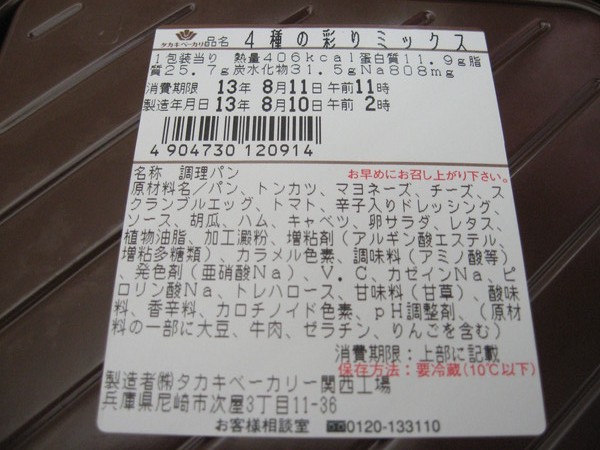 タカキベーカリー 品名 4種の彩りミックス
1包装当り 熱量406kcal蛋白質11.9g脂
質25.7g炭水化物31.5gNa808mg
消費期限 13年 8月11日午前11時
製造年月日 13年 8月10日 午前 2時
4904730120914
名称 調理パン お早めにお召し上がり下さい。
原材料名/パン、トンカツ、マヨネーズ、チーズ、ス
クランブルエッグ、トマト、辛子入りドレッシング、
ソース、胡瓜、ハム、キャベツ、卵サラダ、レタス、
植物油脂、加工澱粉、増粘剤(アルギン酸エステル、
増粘多糖類)、カラメル色素、調味料(アミノ酸等)
、発色剤(亜硝酸Na)、V.C、カゼインNa、ピ
ロリン酸Na、トレハロース、甘味料(甘草)、酸味
料、香辛料、カロチノイド色素、pH調整剤、(原材
料の一部に大豆、牛肉、ゼラチン、りんごを含む)
消費期限:上部に記載
保存方法:要冷蔵(10℃以下)
製造者㈱タカキベーカリー関西工場
兵庫県尼崎市次屋3丁目11-36
お客様相談室 0120-133110